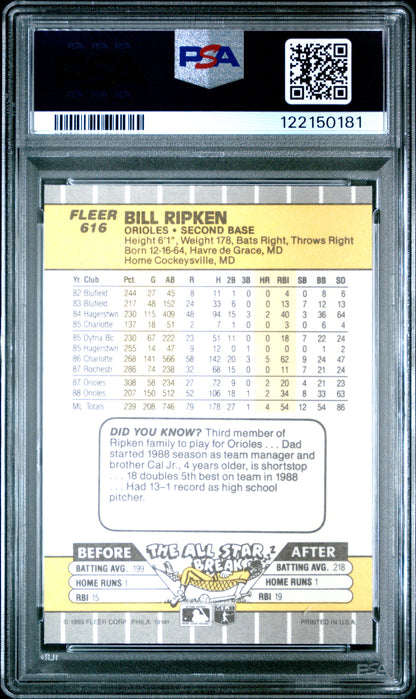 PSA
122150181
FLEER 616 BILL RIPKEN
ORIOLES • SECOND BASE
Height 6'1", Weight 178, Bats Right, Throws Right
Born 12-16-64, Havre de Grace, MD
Home Cockeysville, MD
Yr. Club Pct. G AB R H 2B 3B HR RBI SB BB SO
82 Blufield 244 27 45 8 11 1 0 0 4 0 8 6
83 Blufield 217 48 152 24 33 6 0 0 13 7 12 13
84 Hagerstwn 230 115 409 48 94 15 3 2 40 3 36 64
85 Charlotte 137 18 51 2 7 1 0 0 3 0 6 4
85 Dytna Bc 230 67 222 23 51 11 0 0 18 7 22 24
85 Hagerstwn 255 14 47 9 12 0 1 0 0 0 1 2
86 Charlotte 268 141 566 58 142 20 3 5 62 9 24 47
87 Rochestr 286 74 238 32 68 15 0 0 11 7 21 24
87 Orioles 308 58 234 27 72 9 0 2 20 4 21 23
88 Orioles 207 150 512 52 106 18 1 2 34 8 33 63
ML Totals 239 208 746 79 178 27 1 4 54 12 54 86
DID YOU KNOW? Third member of
Ripken family to play for Orioles . . . Dad
started 1988 season as team manager and
brother Cal Jr., 4 years older, is shortstop
. . . 18 doubles 5th best on team in 1988
. . . Had 13-1 record as high school
pitcher.
BEFORE THE ALL STAR BREAK AFTER
BATTING AVG. .199 BATTING AVG. .218
HOME RUNS 1 HOME RUNS 1
RBI 15 RBI 19
© 1989 FLEER CORP. PHILA. 19141 PRINTED IN U.S.A.
PSA